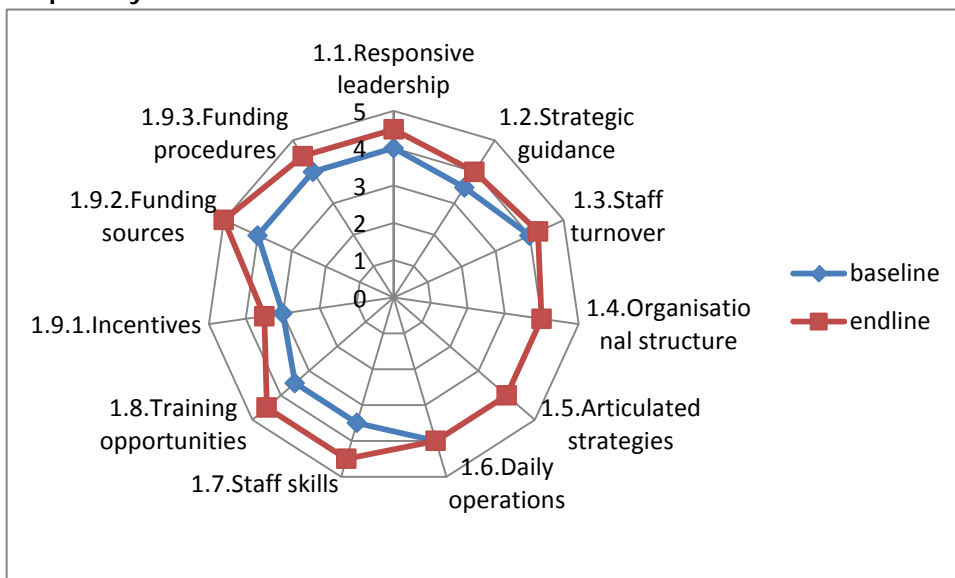 1.1.Responsive
leadership
1.2.Strategic
guidance
1.3.Staff
turnover
1.4.Organisatio
nal structure
1.5.Articulated
strategies
1.6.Daily
operations
1.7.Staff skills
1.8.Training
opportunities
1.9.1.Incentives
1.9.2.Funding
sources
1.9.3.Funding
procedures
5
4
3
2
1
0
baseline
endline